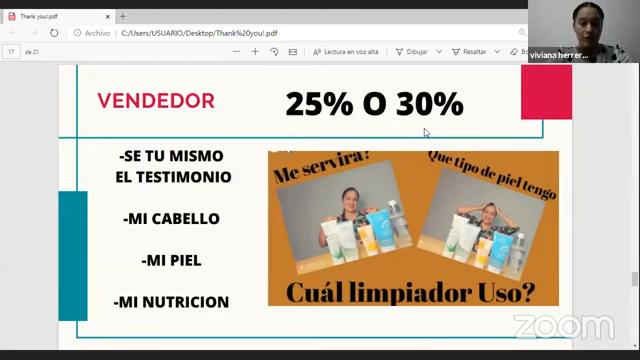 Thank you!.pdf
Archivo
C:/Users/USUARIO/Desktop/Thank%20you!.pdf
17
de 21
Lectura en voz alta
Dibujar
Resaltar
Bo
viviana herrer...
VENDEDOR
25% O 30%
-SE TU MISMO
EL TESTIMONIO
-MI CABELLO
-MI PIEL
-MI NUTRICION
Me servira?
Que tipo de piel tengo
Cuál limpiador Uso?
zoom